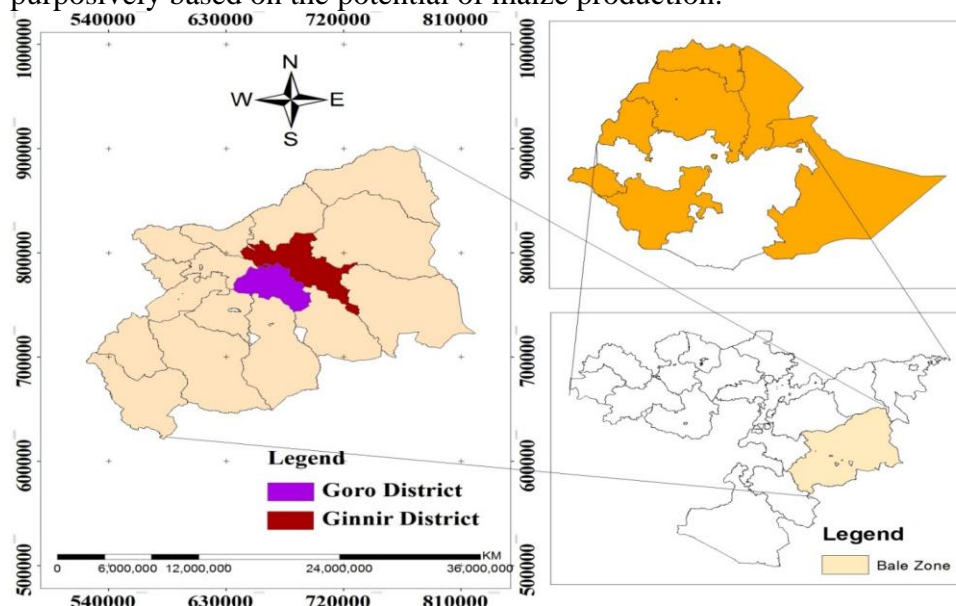 purposively based on the potential of maize production.
540000 630000 720000 810000
1000000
900000
800000
700000
600000
500000
N
W E
S
Legend
Goro District
Ginnir District
KM
0 6,000,000 12,000,000 24,000,000 36,000,000
540000 630000 720000 810000
1000000
900000
800000
700000
600000
500000
Legend
Bale Zone